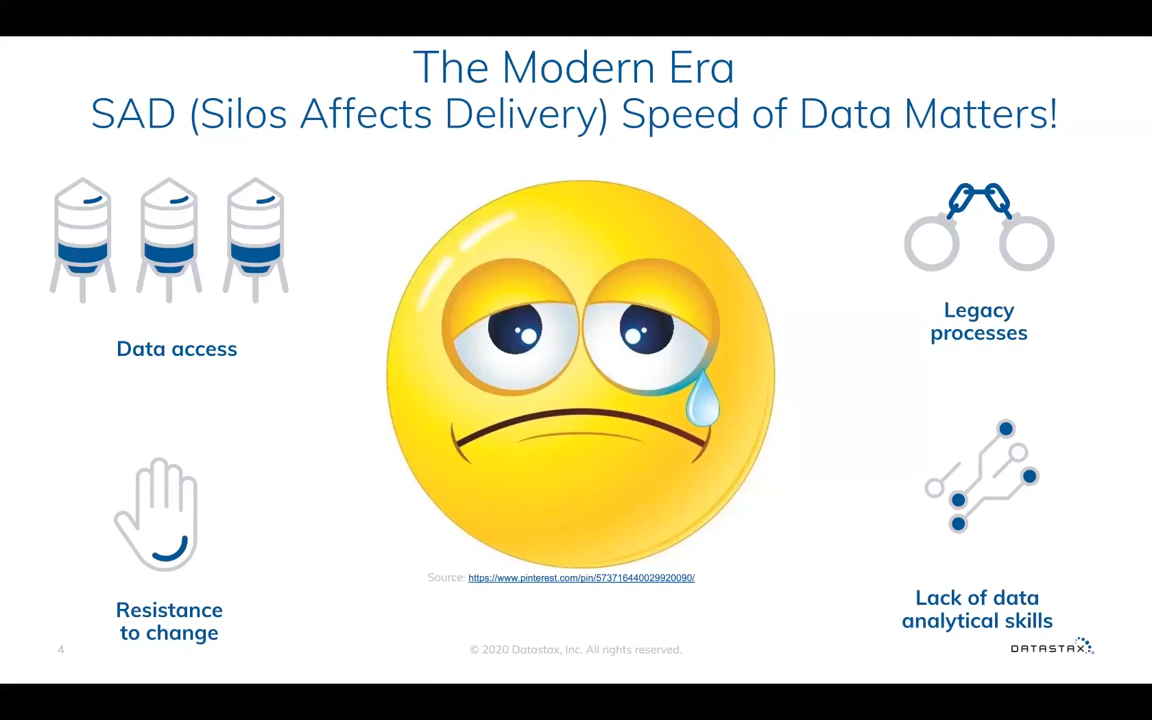 The Modern Era
SAD (Silos Affects Delivery) Speed of Data Matters!
Data access
Legacy
processes
Resistance
to change
Lack of data
analytical skills
Source: https://www.pinterest.com/pin/573716440029920090/
4
© 2020 Datastax, Inc. All rights reserved.
DATASTAX